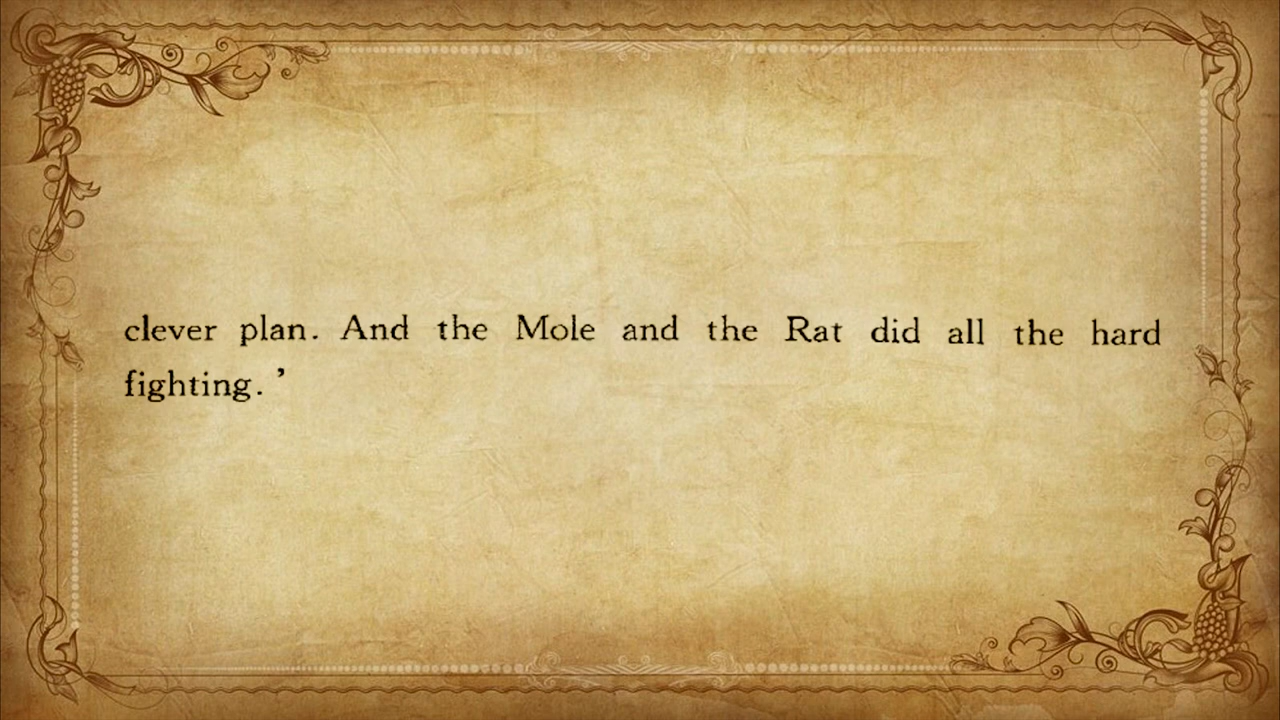 clever plan. And the Mole and the Rat did all the hard
fighting.’